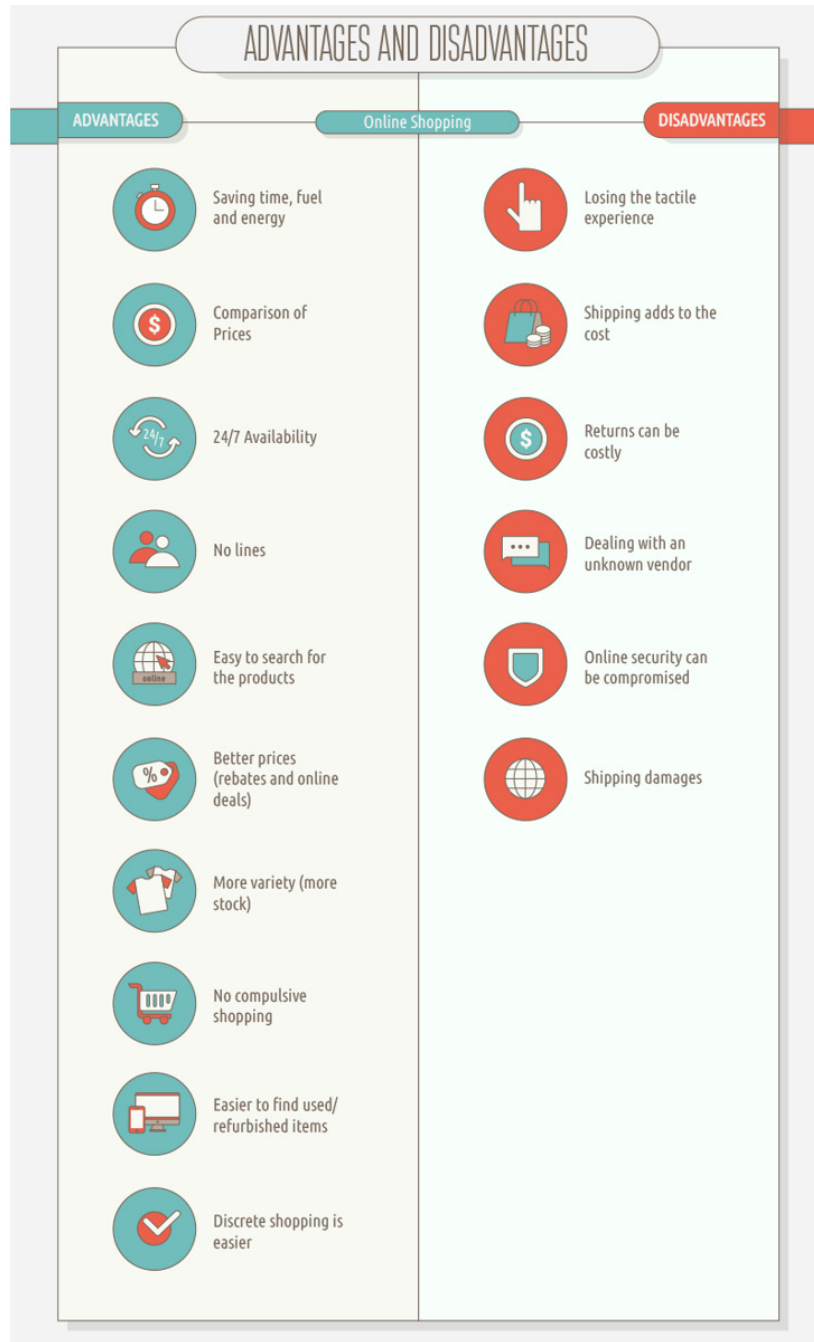 ADVANTAGES AND DISADVANTAGES
ADVANTAGES
Online Shopping
DISADVANTAGES
Saving time, fuel
and energy
Comparison of
Prices
24/7
24/7 Availability
No lines
online
Easy to search for
the products
%
Better prices
(rebates and online
deals)
More variety (more
stock)
No compulsive
shopping
Easier to find used/
refurbished items
Discrete shopping is
easier
Losing the tactile
experience
Shipping adds to the
cost
Returns can be
costly
Dealing with an
unknown vendor
Online security can
be compromised
Shipping damages